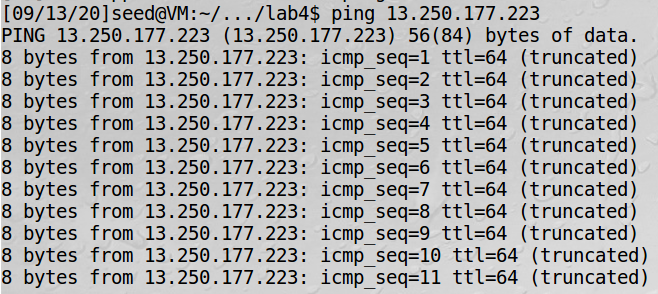 [09/13/20]seed@VM:~/.../lab4$ ping 13.250.177.223
PING 13.250.177.223 (13.250.177.223) 56(84) bytes of data.
8 bytes from 13.250.177.223: icmp_seq=1 ttl=64 (truncated)
8 bytes from 13.250.177.223: icmp_seq=2 ttl=64 (truncated)
8 bytes from 13.250.177.223: icmp_seq=3 ttl=64 (truncated)
8 bytes from 13.250.177.223: icmp_seq=4 ttl=64 (truncated)
8 bytes from 13.250.177.223: icmp_seq=5 ttl=64 (truncated)
8 bytes from 13.250.177.223: icmp_seq=6 ttl=64 (truncated)
8 bytes from 13.250.177.223: icmp_seq=7 ttl=64 (truncated)
8 bytes from 13.250.177.223: icmp_seq=8 ttl=64 (truncated)
8 bytes from 13.250.177.223: icmp_seq=9 ttl=64 (truncated)
8 bytes from 13.250.177.223: icmp_seq=10 ttl=64 (truncated)
8 bytes from 13.250.177.223: icmp_seq=11 ttl=64 (truncated)